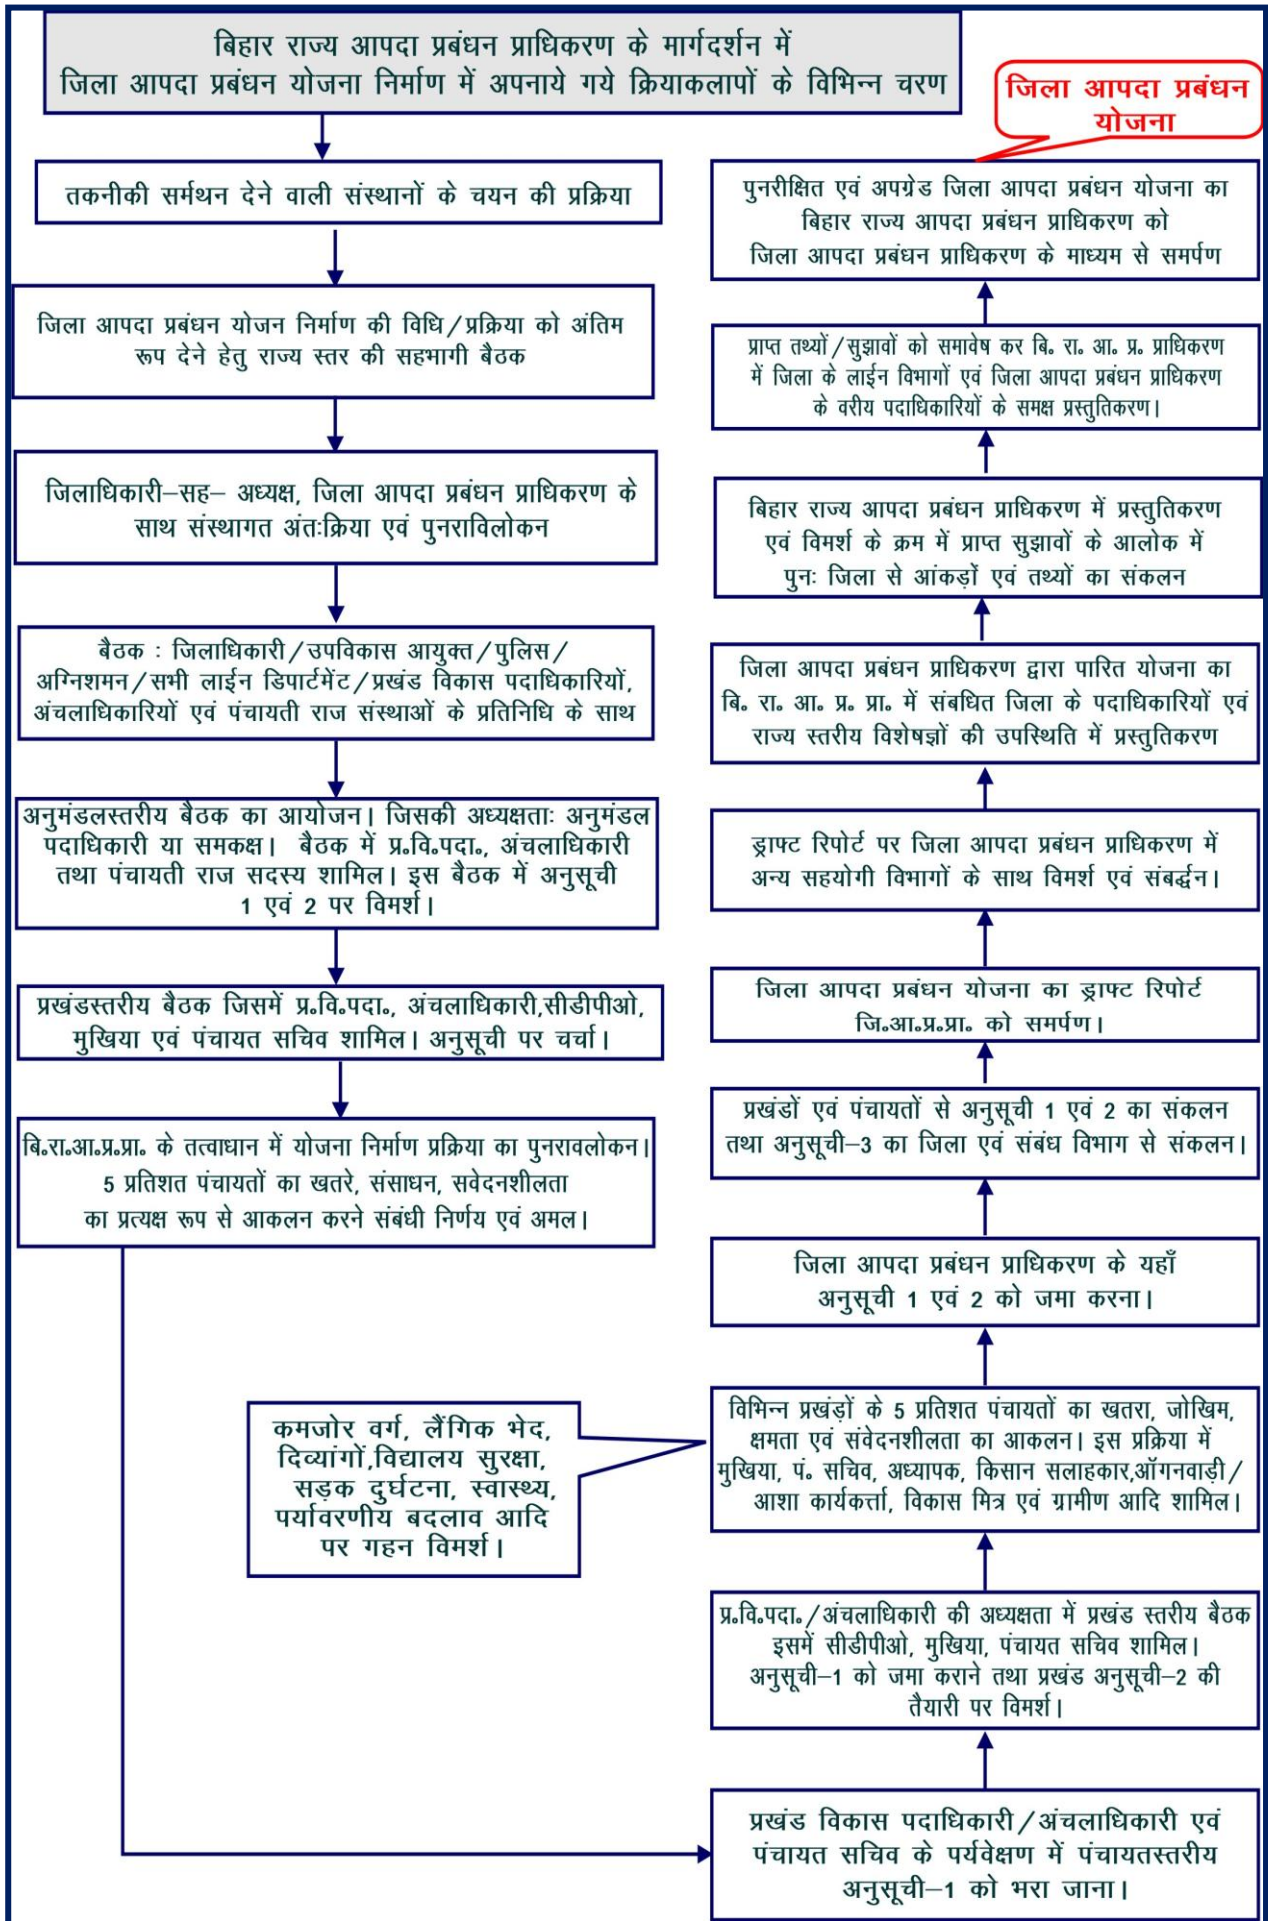 बिहार राज्य आपदा प्रबंधन प्राधिकरण के मार्गदर्शन में
जिला आपदा प्रबंधन योजना निर्माण में अपनाये गये क्रियाकलापों के विभिन्न चरण
तकनीकी सर्मथन देने वाली संस्थानों के चयन की प्रक्रिया
जिला आपदा प्रबंधन योजन निर्माण की विधि/प्रक्रिया को अंतिम
रूप देने हेतु राज्य स्तर की सहभागी बैठक
जिलाधिकारी–सह– अध्यक्ष, जिला आपदा प्रबंधन प्राधिकरण के
साथ संस्थागत अंतःक्रिया एवं पुनराविलोकन
बैठक : जिलाधिकारी/उपविकास आयुक्त/पुलिस/
अग्निशमन/सभी लाईन डिपार्टमेंट/प्रखंड विकास पदाधिकारियों,
अंचलाधिकारियों एवं पंचायती राज संस्थाओं के प्रतिनिधि के साथ
अनुमंडलस्तरीय बैठक का आयोजन। जिसकी अध्यक्षताः अनुमंडल
पदाधिकारी या समकक्ष। बैठक में प्र.वि.पदा., अंचलाधिकारी
तथा पंचायती राज सदस्य शामिल। इस बैठक में अनुसूची
1 एवं 2 पर विमर्श।
प्रखंडस्तरीय बैठक जिसमें प्र.वि.पदा., अंचलाधिकारी,सीडीपीओ,
मुखिया एवं पंचायत सचिव शामिल। अनुसूची पर चर्चा।
बि.रा.आ.प्र.प्रा. के तत्वाधान में योजना निर्माण प्रक्रिया का पुनरावलोकन।
5 प्रतिशत पंचायतों का खतरे, संसाधन, सवेदनशीलता
का प्रत्यक्ष रूप से आकलन करने संबंधी निर्णय एवं अमल।
प्रखंड विकास पदाधिकारी/अंचलाधिकारी एवं
पंचायत सचिव के पर्यवेक्षण में पंचायतस्तरीय
अनुसूची–1 को भरा जाना।
प्र.वि.पदा./अंचलाधिकारी की अध्यक्षता में प्रखंड स्तरीय बैठक
इसमें सीडीपीओ, मुखिया, पंचायत सचिव शामिल।
अनुसूची–1 को जमा कराने तथा प्रखंड अनुसूची–2 की
तैयारी पर विमर्श।
विभिन्न प्रखंड़ों के 5 प्रतिशत पंचायतों का खतरा, जोखिम,
क्षमता एवं संवेदनशीलता का आकलन। इस प्रक्रिया में
मुखिया, पं. सचिव, अध्यापक, किसान सलाहकार,ऑगनवाड़ी/
आशा कार्यकर्त्ता, विकास मित्र एवं ग्रामीण आदि शामिल।
कमजोर वर्ग, लैंगिक भेद,
दिव्यांगों,विद्यालय सुरक्षा,
सड़क दुर्घटना, स्वास्थ्य,
पर्यावरणीय बदलाव आदि
पर गहन विमर्श।
जिला आपदा प्रबंधन प्राधिकरण के यहाँ
अनुसूची 1 एवं 2 को जमा करना।
प्रखंडों एवं पंचायतों से अनुसूची 1 एवं 2 का संकलन
तथा अनुसूची–3 का जिला एवं संबंध विभाग से संकलन।
जिला आपदा प्रबंधन योजना का ड्राफ्ट रिपोर्ट
जि.आ.प्र.प्रा. को समर्पण।
ड्राफ्ट रिपोर्ट पर जिला आपदा प्रबंधन प्राधिकरण में
अन्य सहयोगी विभागों के साथ विमर्श एवं संबर्द्धन।
जिला आपदा प्रबंधन प्राधिकरण द्वारा पारित योजना का
बि. रा. आ. प्र. प्रा. में संबधित जिला के पदाधिकारियों एवं
राज्य स्तरीय विशेषज्ञों की उपस्थिति में प्रस्तुतिकरण
बिहार राज्य आपदा प्रबंधन प्राधिकरण में प्रस्तुतिकरण
एवं विमर्श के क्रम में प्राप्त सुझावों के आलोक में
पुनः जिला से आंकड़ों एवं तथ्यों का संकलन
प्राप्त तथ्यों/सुझावों को समावेष कर बि. रा. आ. प्र. प्राधिकरण
में जिला के लाईन विभागों एवं जिला आपदा प्रबंधन प्राधिकरण
के वरीय पदाधिकारियों के समक्ष प्रस्तुतिकरण।
पुनरीक्षित एवं अपग्रेड जिला आपदा प्रबंधन योजना का
बिहार राज्य आपदा प्रबंधन प्राधिकरण को
जिला आपदा प्रबंधन प्राधिकरण के माध्यम से समर्पण
जिला आपदा प्रबंधन
योजना